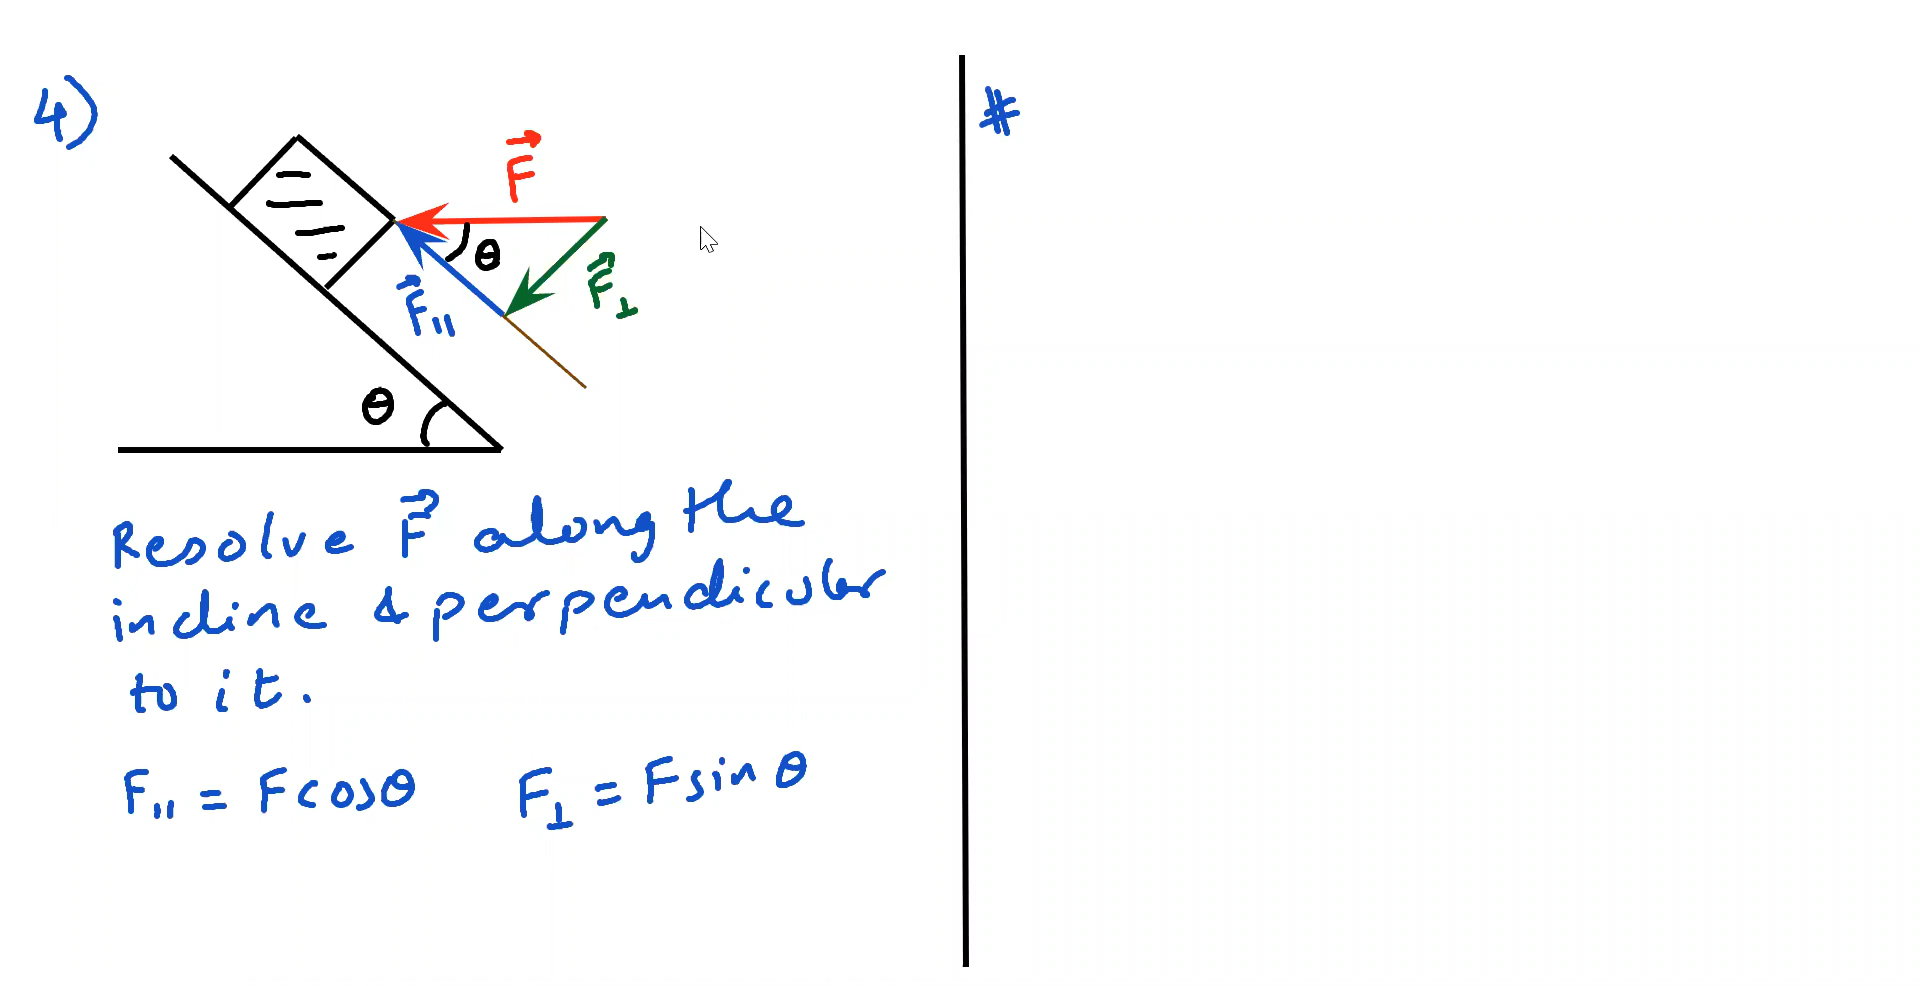 4)
#
F⃗
θ
F⃗⊥
F⃗∥
θ
Resolve F⃗ along the
incline & perpendicular
to it.
F∥ = Fcosθ F⊥ = Fsinθ